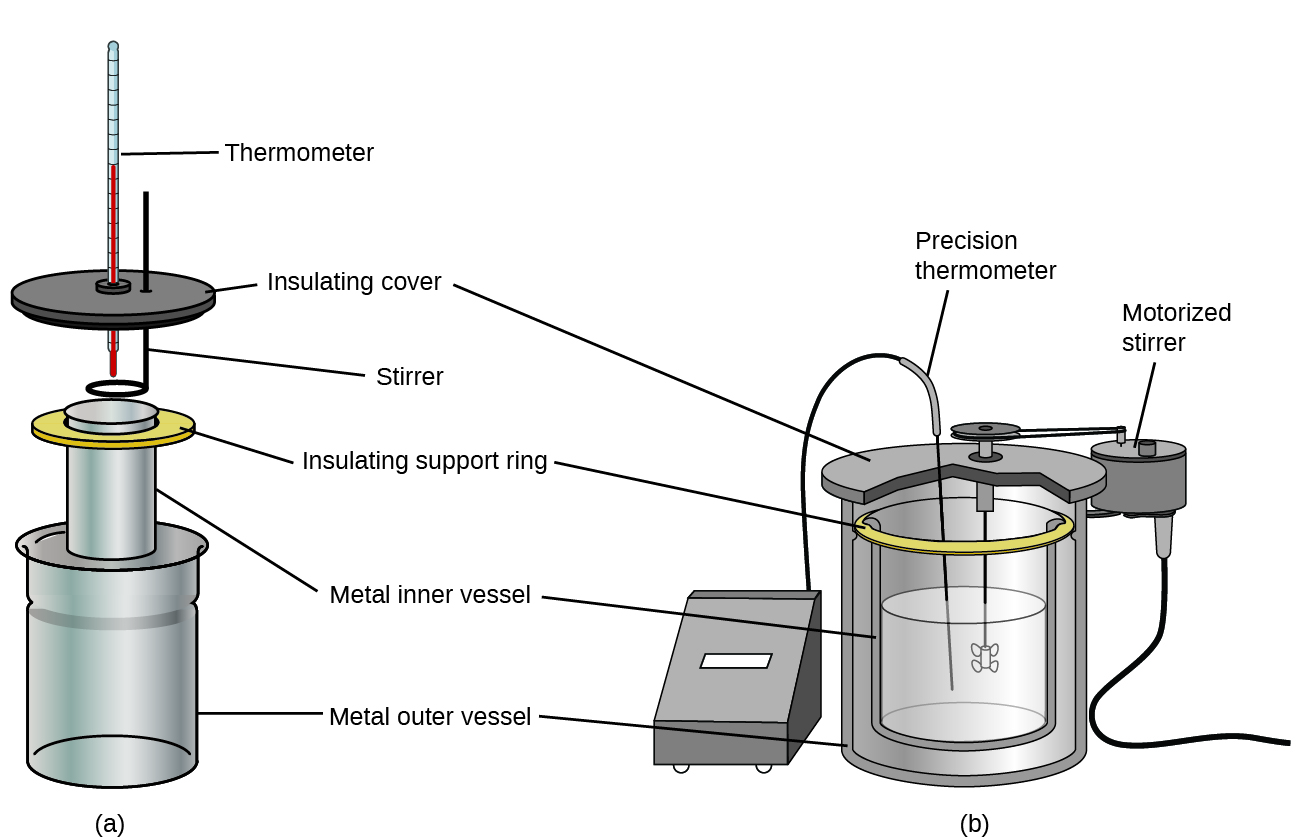 Thermometer
Precision
thermometer
Insulating cover
Motorized
stirrer
Stirrer
Insulating support ring
Metal inner vessel
Metal outer vessel
(a)
(b)